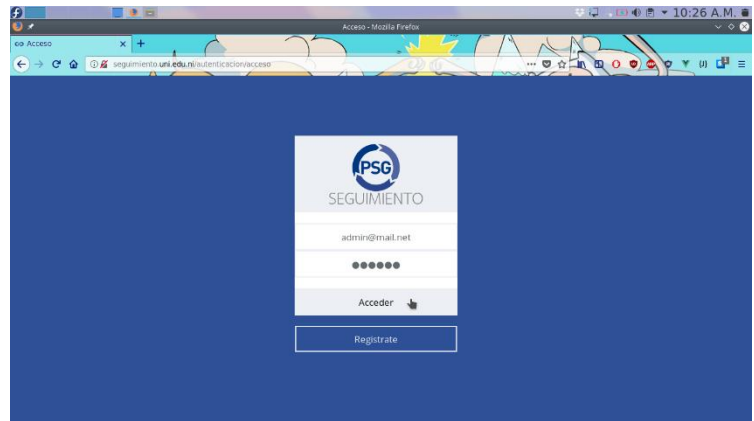 10:26 A.M.
Acceso - Mozilla Firefox
Acceso
seguimiento.uni.edu.ni/autenticacion/acceso
PSG
SEGUIMIENTO
admin@mail.net
Acceder
Registrate